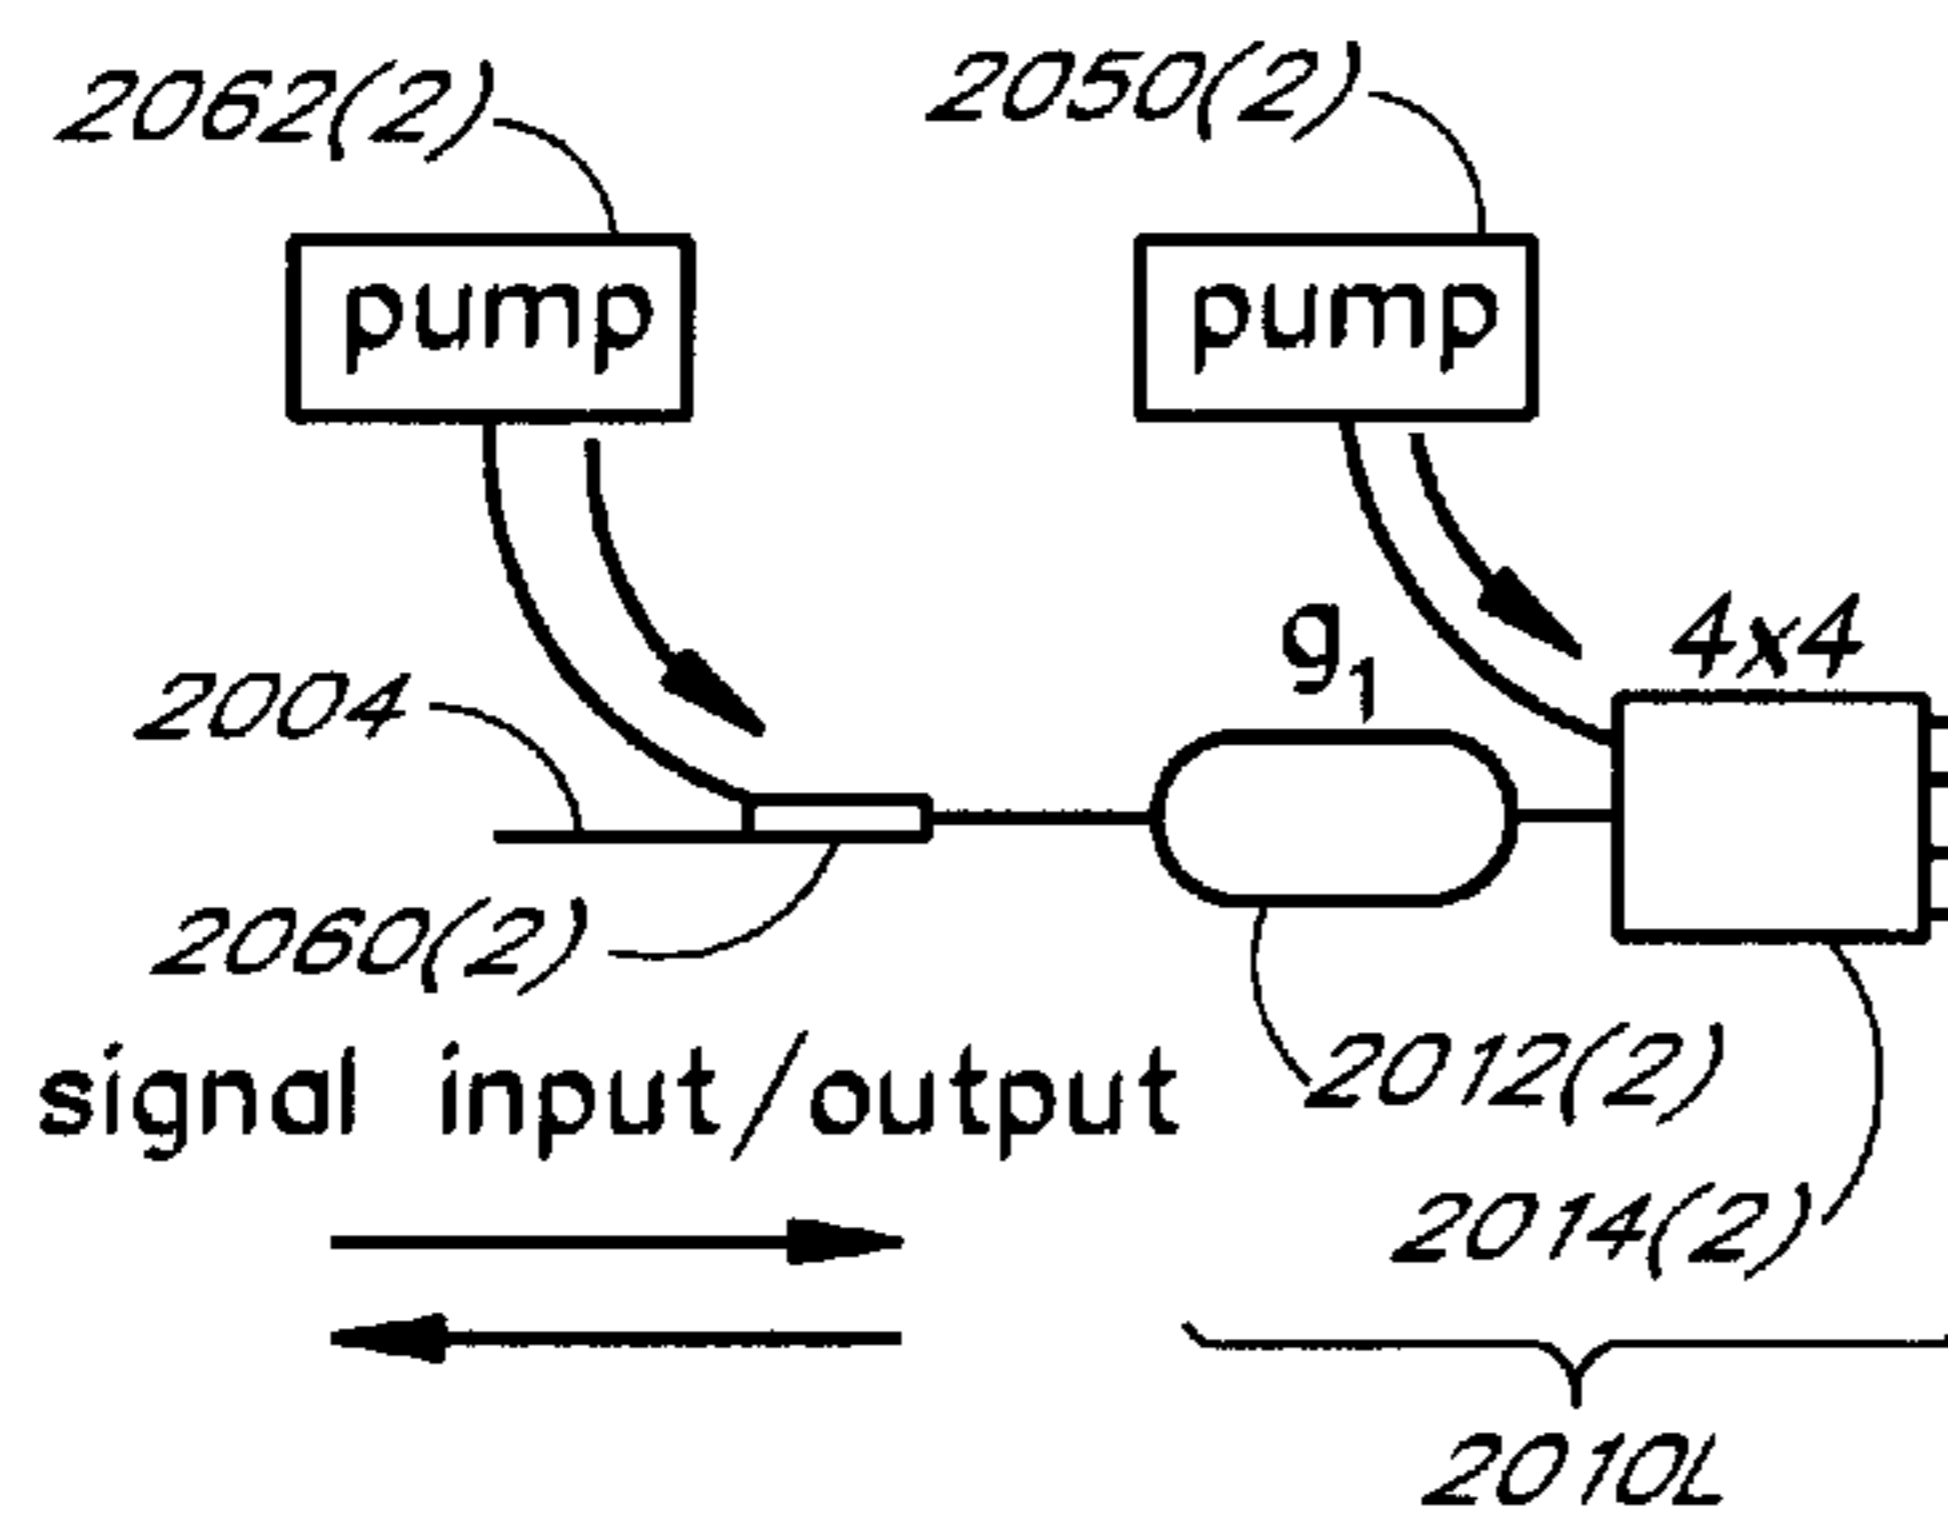 2062(2) 2050(2)
pump pump
g1 4x4
2004
2060(2)
signal input/output 2012(2)
2014(2)
2010L